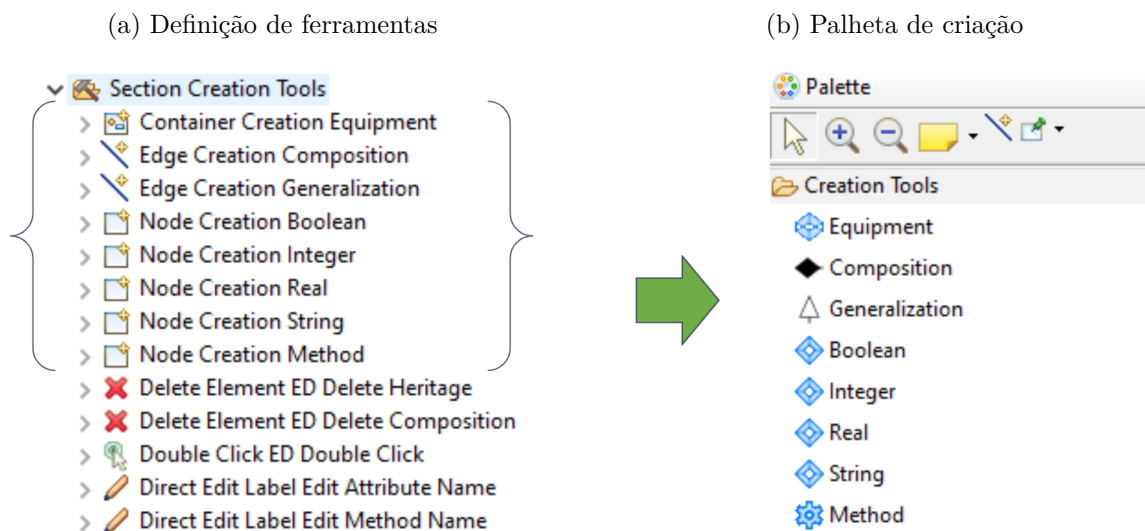 (a) Definição de ferramentas
Section Creation Tools
Container Creation Equipment
Edge Creation Composition
Edge Creation Generalization
Node Creation Boolean
Node Creation Integer
Node Creation Real
Node Creation String
Node Creation Method
Delete Element ED Delete Heritage
Delete Element ED Delete Composition
Double Click ED Double Click
Direct Edit Label Edit Attribute Name
Direct Edit Label Edit Method Name
(b) Palheta de criação
Palette
Creation Tools
Equipment
Composition
Generalization
Boolean
Integer
Real
String
Method